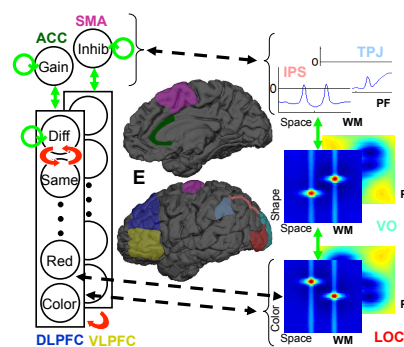 SMA
ACC
Inhib
Gain
TPJ
0
IPS
0
PF
Space WM
Diff
Same
E
Shape
VO
Space WM
Red
Color
Color
LOC
Space WM
DLPFC VLPFC